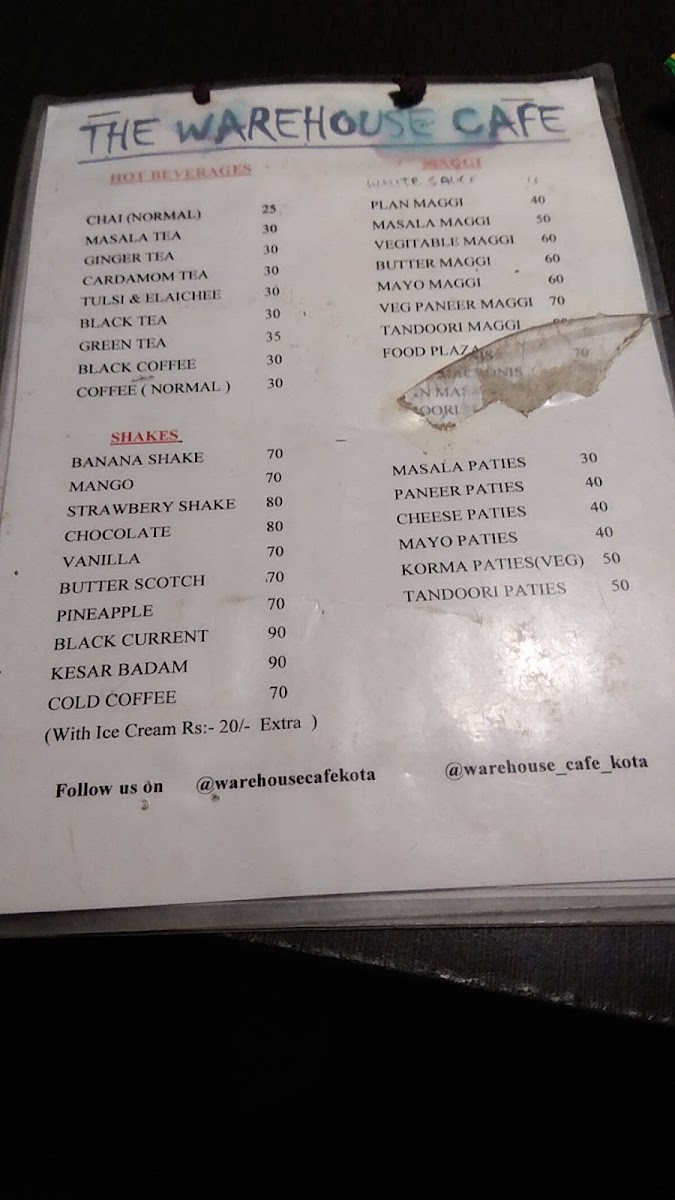 THE WAREHOUSE CAFE
HOT BEVERAGES
CHAI (NORMAL) 25
MASALA TEA 30
GINGER TEA 30
CARDAMOM TEA 30
TULSI & ELAICHEE 30
BLACK TEA 30
GREEN TEA 35
BLACK COFFEE 30
COFFEE ( NORMAL ) 30
SHAKES
BANANA SHAKE 70
MANGO 70
STRAWBERY SHAKE 80
CHOCOLATE 80
VANILLA 70
BUTTER SCOTCH 70
PINEAPPLE 70
BLACK CURRENT 90
KESAR BADAM 90
COLD COFFEE 70
(With Ice Cream Rs:- 20/- Extra )
MAGGI
WHITE SAUCE
PLAN MAGGI 40
MASALA MAGGI 50
VEGITABLE MAGGI 60
BUTTER MAGGI 60
MAYO MAGGI 60
VEG PANEER MAGGI 70
TANDOORI MAGGI
FOOD PLAZA
70
MASALA PATIES 30
PANEER PATIES 40
CHEESE PATIES 40
MAYO PATIES 40
KORMA PATIES(VEG) 50
TANDOORI PATIES 50
Follow us on @warehousecafekota @warehouse_cafe_kota